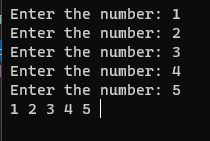 Enter the number: 1
Enter the number: 2
Enter the number: 3
Enter the number: 4
Enter the number: 5
1 2 3 4 5